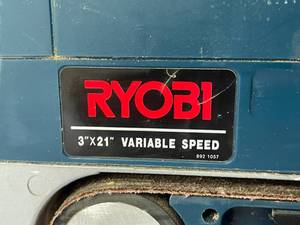 RYOBI
3"X21" VARIABLE SPEED
892 1057